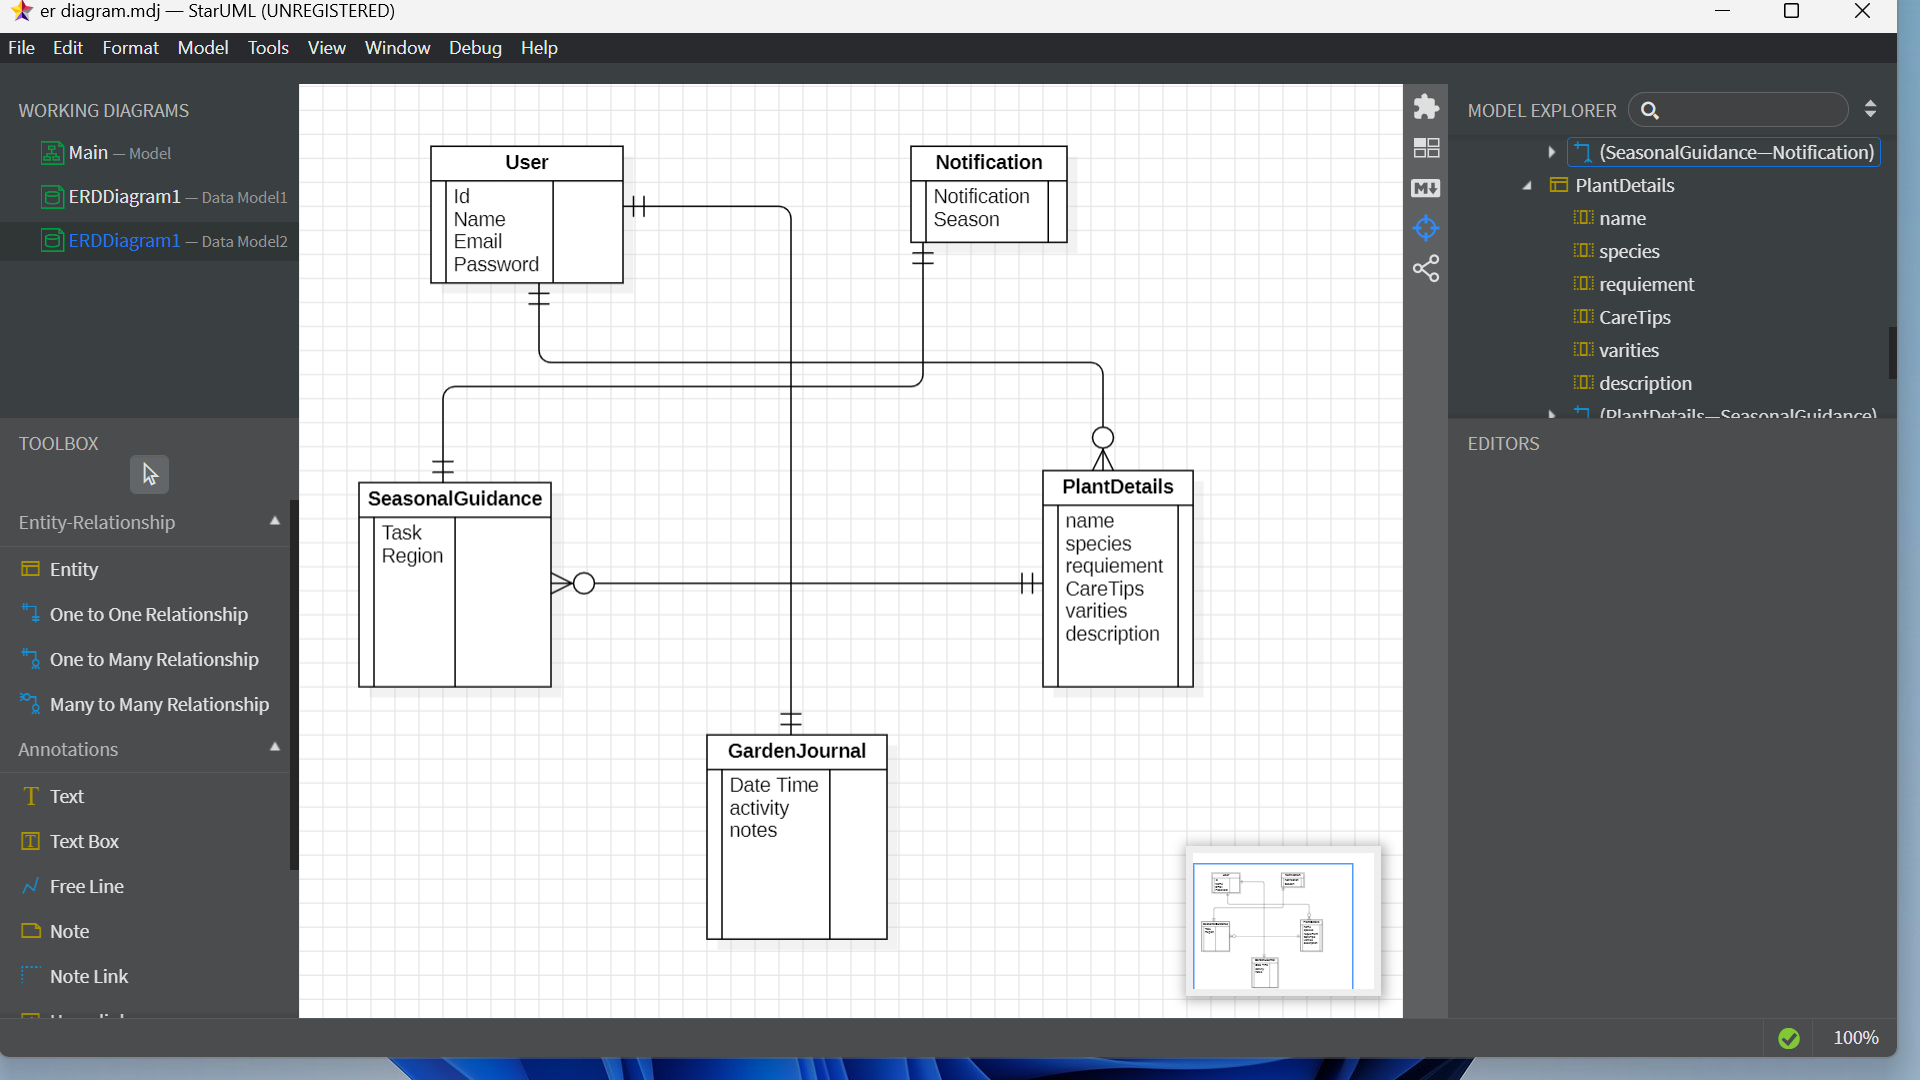 er diagram.mdj — StarUML (UNREGISTERED)
File Edit Format Model Tools View Window Debug Help
WORKING DIAGRAMS
Main — Model
ERDDiagram1 — Data Model1
ERDDiagram1 — Data Model2
TOOLBOX
Entity-Relationship
Entity
One to One Relationship
One to Many Relationship
Many to Many Relationship
Annotations
Text
Text Box
Free Line
Note
Note Link
User
Id
Name
Email
Password
Notification
Notification
Season
SeasonalGuidance
Task
Region
PlantDetails
name
species
requiement
CareTips
varities
description
GardenJournal
Date Time
activity
notes
MODEL EXPLORER
(SeasonalGuidance—Notification)
PlantDetails
name
species
requiement
CareTips
varities
description
(PlantDetails—SeasonalGuidance)
EDITORS
100%